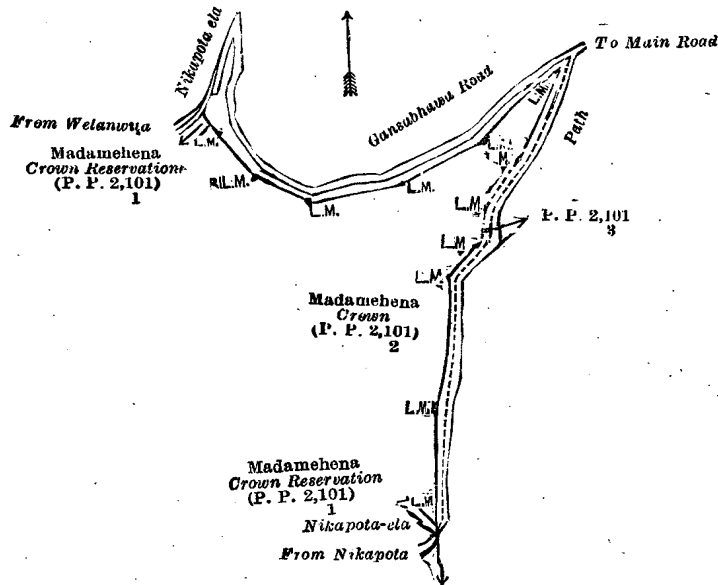 Nikapota ela
To Main Road
Gansabhawa Road
L.M.
Path
From Welanwita
L.M.
L.M.
L.M.
Madamehena
Crown Reservation
(P. P. 2,101)
1
L.M.
L.M.
L.M.
L.M.
P. P. 2,101
3
L.M.
L.M.
Madamehena
Crown
(P. P. 2,101)
2
L.M.
Madamehena
Crown Reservation
(P. P. 2,101)
1
L.M.
Nikapota-ela
From Nikapota